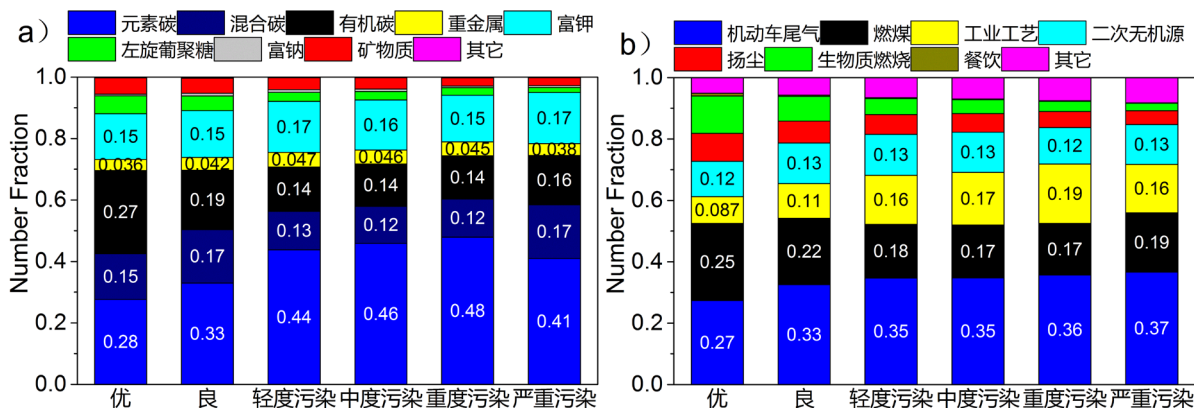 a）
元素碳 混合碳 有机碳 重金属 富钾
左旋葡聚糖 富钠 矿物质 其它
Number Fraction
1.0
0.8
0.6
0.4
0.2
0.0
0.15 0.15 0.17 0.16 0.15 0.17
0.036 0.042 0.047 0.046 0.045 0.038
0.27 0.19 0.14 0.14 0.14 0.16
0.15 0.17 0.13 0.12 0.12 0.17
0.28 0.33 0.44 0.46 0.48 0.41
优 良 轻度污染 中度污染 重度污染 严重污染
b）
机动车尾气 燃煤 工业工艺 二次无机源
扬尘 生物质燃烧 餐饮 其它
Number Fraction
1.0
0.8
0.6
0.4
0.2
0.0
0.12 0.13 0.13 0.13 0.12 0.13
0.087 0.11 0.16 0.17 0.19 0.16
0.25 0.22 0.18 0.17 0.17 0.19
0.27 0.33 0.35 0.35 0.36 0.37
优 良 轻度污染 中度污染 重度污染 严重污染